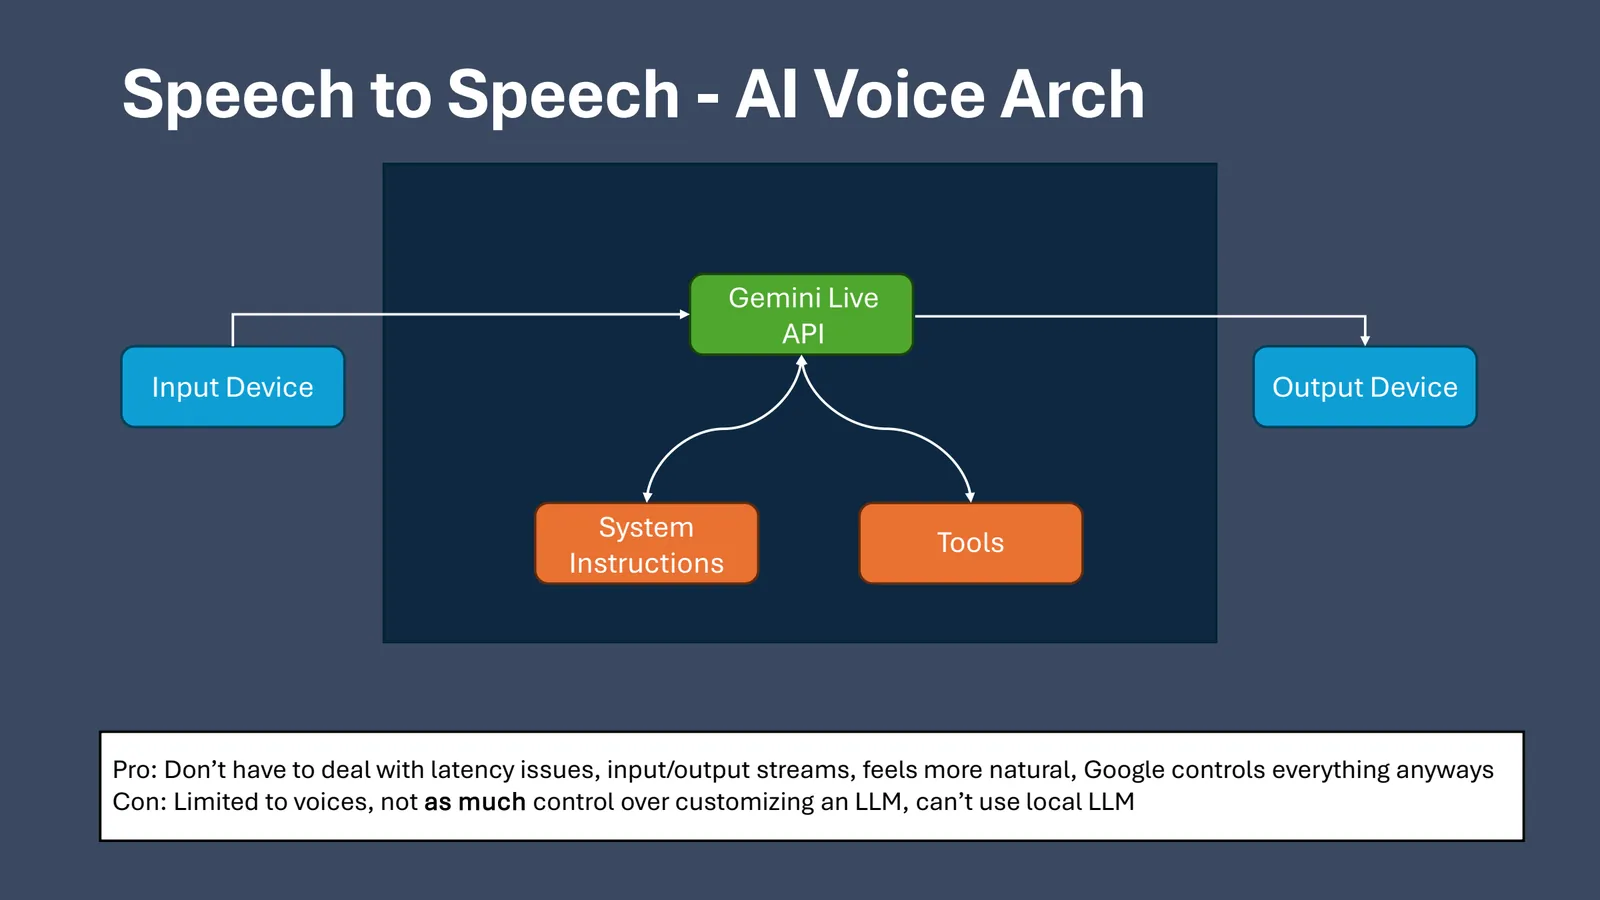 Speech to Speech - AI Voice Arch
Gemini Live
API
Input Device
Output Device
System
Instructions
Tools
Pro: Don’t have to deal with latency issues, input/output streams, feels more natural, Google controls everything anyways
Con: Limited to voices, not as much control over customizing an LLM, can’t use local LLM